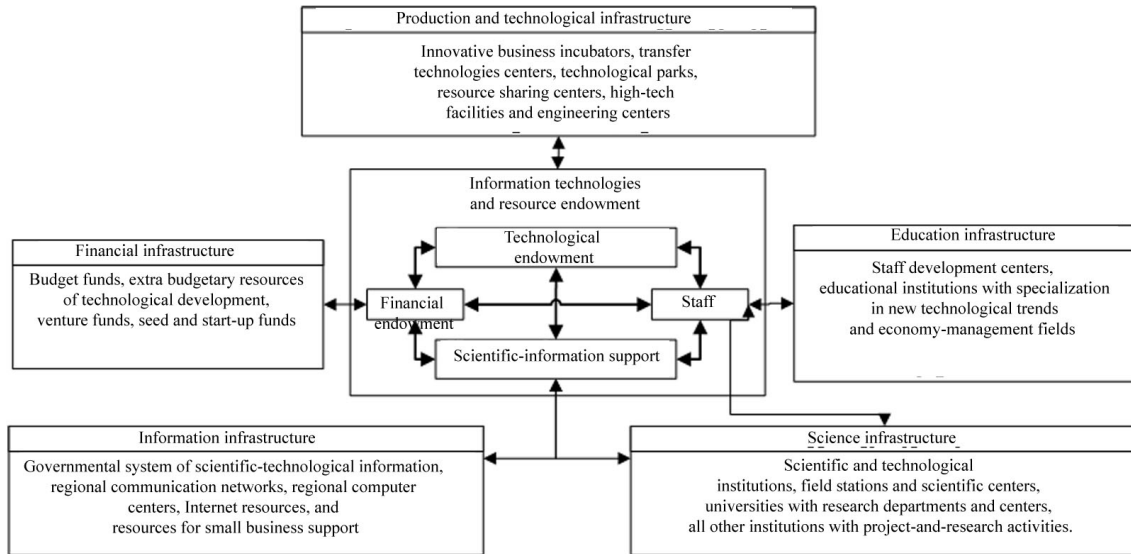 Production and technological infrastructure
Innovative business incubators, transfer
technologies centers, technological parks,
resource sharing centers, high-tech
facilities and engineering centers
Information technologies
and resource endowment
Technological
endowment
Financial
endowment
Staff
Scientific-information support
Financial infrastructure
Budget funds, extra budgetary resources
of technological development,
venture funds, seed and start-up funds
Education infrastructure
Staff development centers,
educational institutions with specialization
in new technological trends
and economy-management fields
Information infrastructure
Governmental system of scientific-technological information,
regional communication networks, regional computer
centers, Internet resources, and
resources for small business support
Science infrastructure
Scientific and technological
institutions, field stations and scientific centers,
universities with research departments and centers,
all other institutions with project-and-research activities.